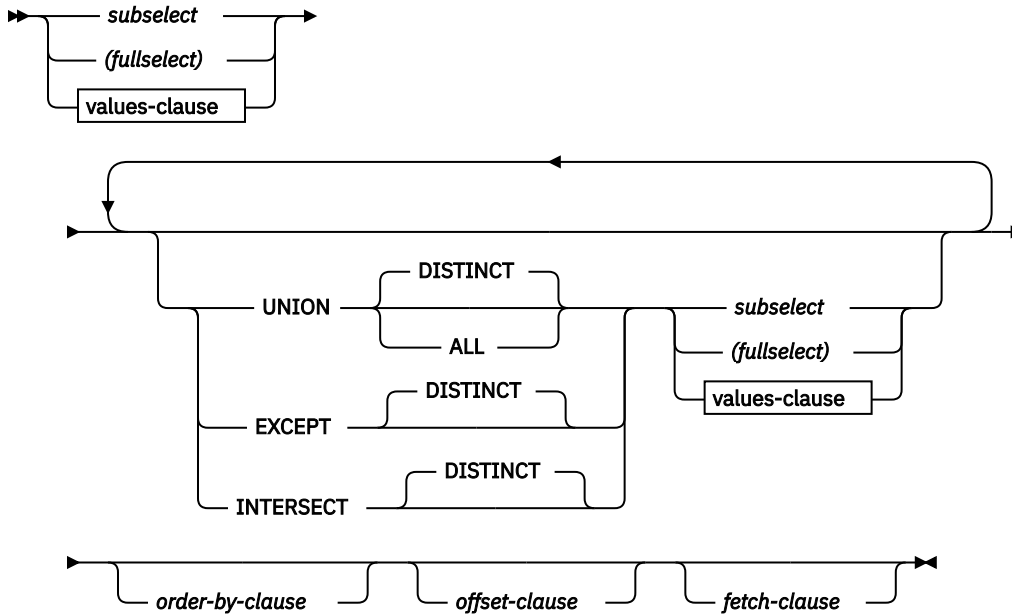 subselect
(fullselect)
values-clause
DISTINCT
UNION
ALL
subselect
(fullselect)
DISTINCT
values-clause
EXCEPT
DISTINCT
INTERSECT
order-by-clause offset-clause fetch-clause